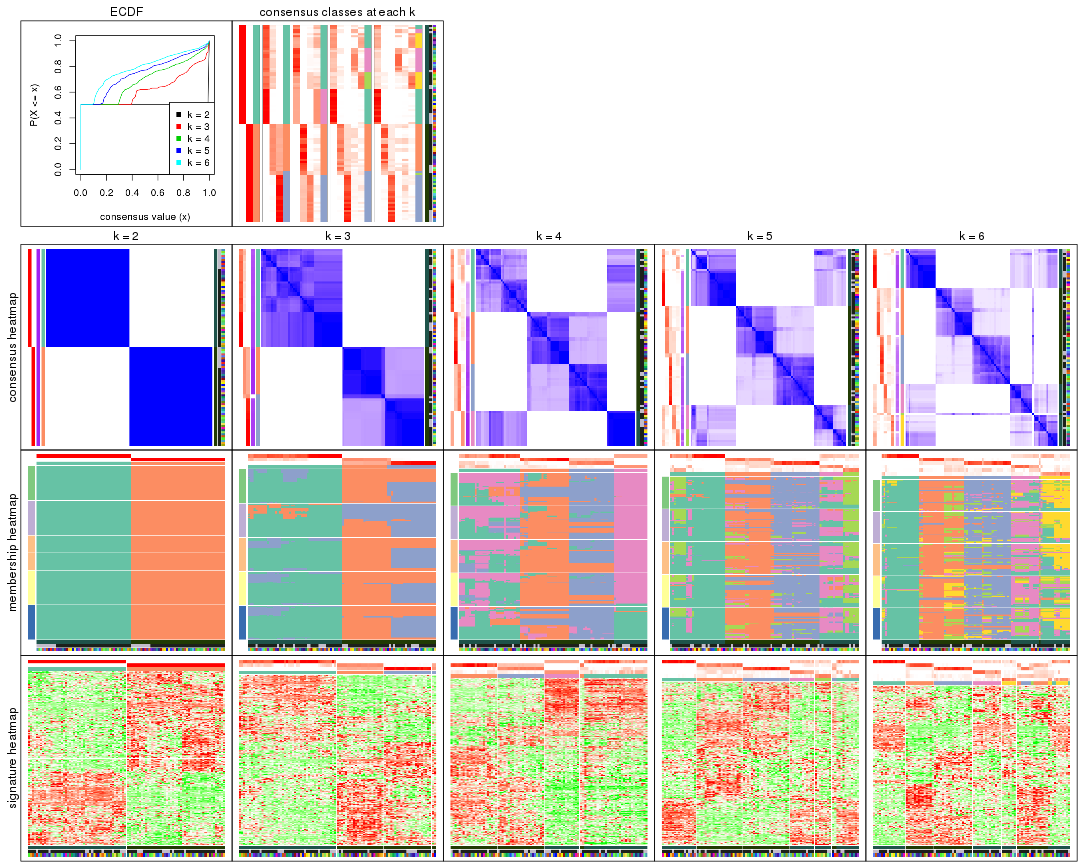 ECDF
consensus classes at each k
P(X <= x)
0.0 0.2 0.4 0.6 0.8 1.0
k = 2
k = 3
k = 4
k = 5
k = 6
0.0 0.2 0.4 0.6 0.8 1.0
consensus value (x)
k = 2
k = 3
k = 4
k = 5
k = 6
consensus heatmap
membership heatmap
signature heatmap